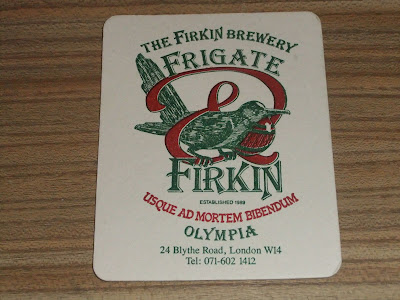 THE FIRKIN BREWERY
FRIGATE
&
FIRKIN
ESTABLISHED 1989
USQUE AD MORTEM BIBENDUM
OLYMPIA
24 Blythe Road, London W14
Tel: 071-602 1412